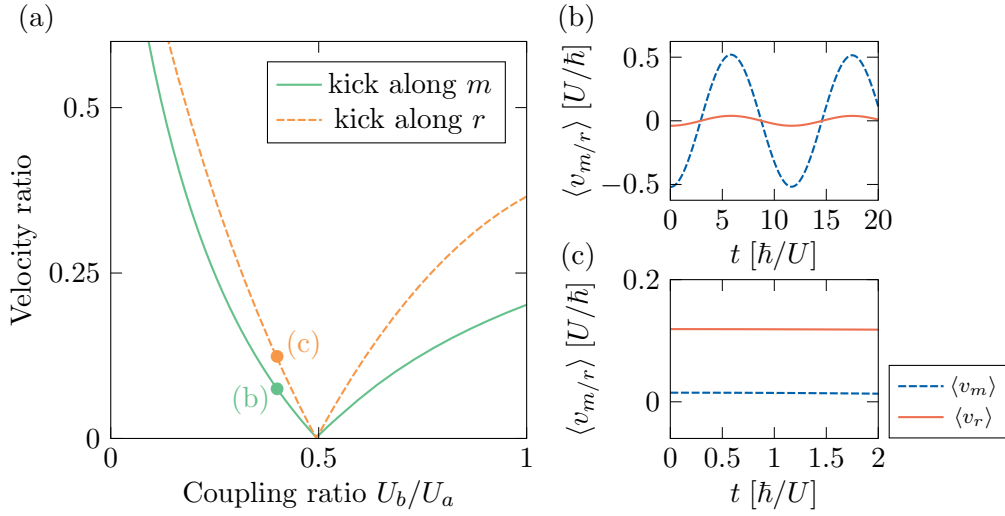 (a)
Velocity ratio
0.5
0.25
0
0
0.5
1
Coupling ratio U_b/U_a
kick along m
kick along r
(c)
(b)
(b)
⟨v_{m/r}⟩ [U/ħ]
0.5
0
−0.5
0
5
10
15
20
t [ħ/U]
(c)
⟨v_{m/r}⟩ [U/ħ]
0.2
0
0
0.5
1
1.5
2
t [ħ/U]
⟨v_m⟩
⟨v_r⟩